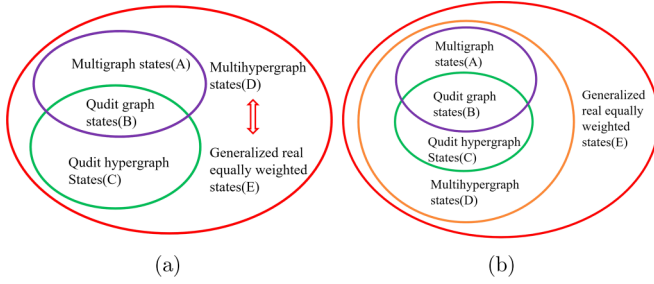 Multigraph states(A)
Multihypergraph
states(D)
Qudit graph
states(B)
Qudit hypergraph
States(C)
Generalized real
equally weighted
states(E)
(a)
Multigraph
states(A)
Qudit graph
states(B)
Qudit hypergraph
States(C)
Multihypergraph
states(D)
Generalized
real equally
weighted
states(E)
(b)